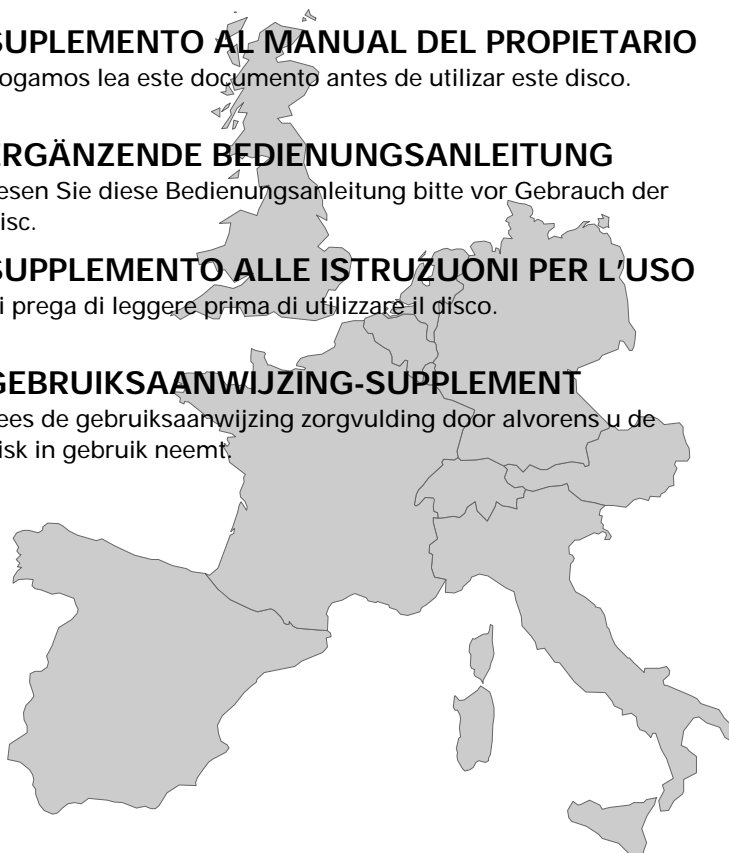 SUPLEMENTO AL MANUAL DEL PROPIETARIO
ogamos lea este documento antes de utilizar este disco.
ERGÄNZENDE BEDIENUNGSANLEITUNG
esen Sie diese Bedienungsanleitung bitte vor Gebrauch der
isc.
SUPPLEMENTO ALLE ISTRUZUONI PER L'USO
i prega di leggere prima di utilizzare il disco.
GEBRUIKSAANWIJZING-SUPPLEMENT
ees de gebruiksaanwijzing zorgvulding door alvorens u de
isk in gebruik neemt.